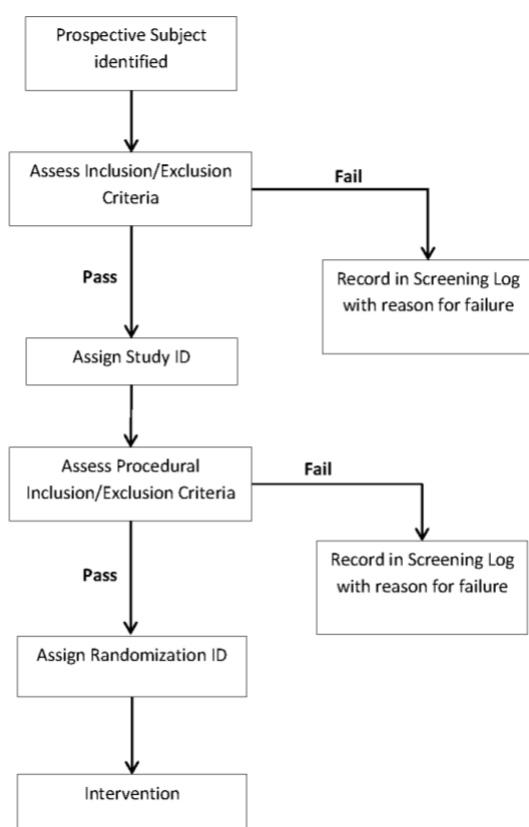 Prospective Subject
identified
Assess Inclusion/Exclusion
Criteria
Fail
Pass
Record in Screening Log
with reason for failure
Assign Study ID
Assess Procedural
Inclusion/Exclusion Criteria
Fail
Pass
Record in Screening Log
with reason for failure
Assign Randomization ID
Intervention